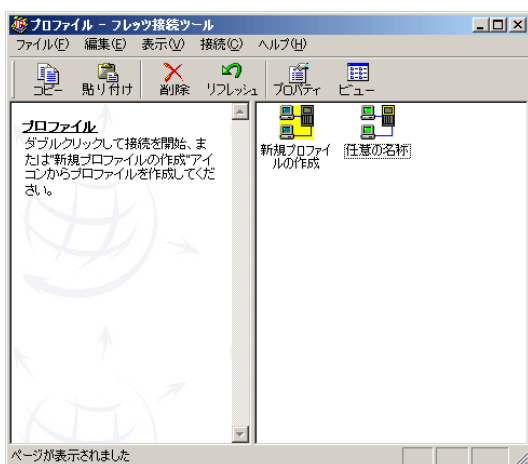 プロファイル - フレッツ接続ツール
ファイル(F) 編集(E) 表示(V) 接続(C) ヘルプ(H)
コピー 貼り付け 削除 リフレッシュ プロパティ ビュー
プロファイル
ダブルクリックして接続を開始、ま
たは"新規プロファイルの作成"アイ
コンからプロファイルを作成してくだ
さい。
新規プロファイ
ルの作成
任意の名称
ページが表示されました